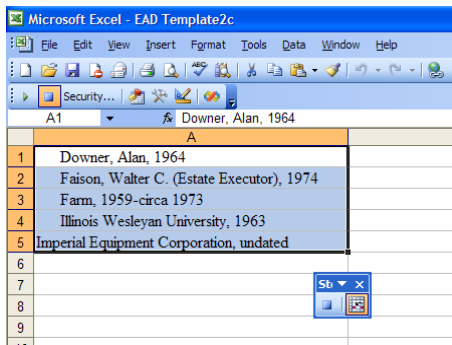 Microsoft Excel - EAD Template2c
File Edit View Insert Format Tools Data Window Help
ABC
Security...
A1 fx Downer, Alan, 1964
A
1 Downer, Alan, 1964
2 Faison, Walter C. (Estate Executor), 1974
3 Farm, 1959-circa 1973
4 Illinois Wesleyan University, 1963
5 Imperial Equipment Corporation, undated
6
7
8
9